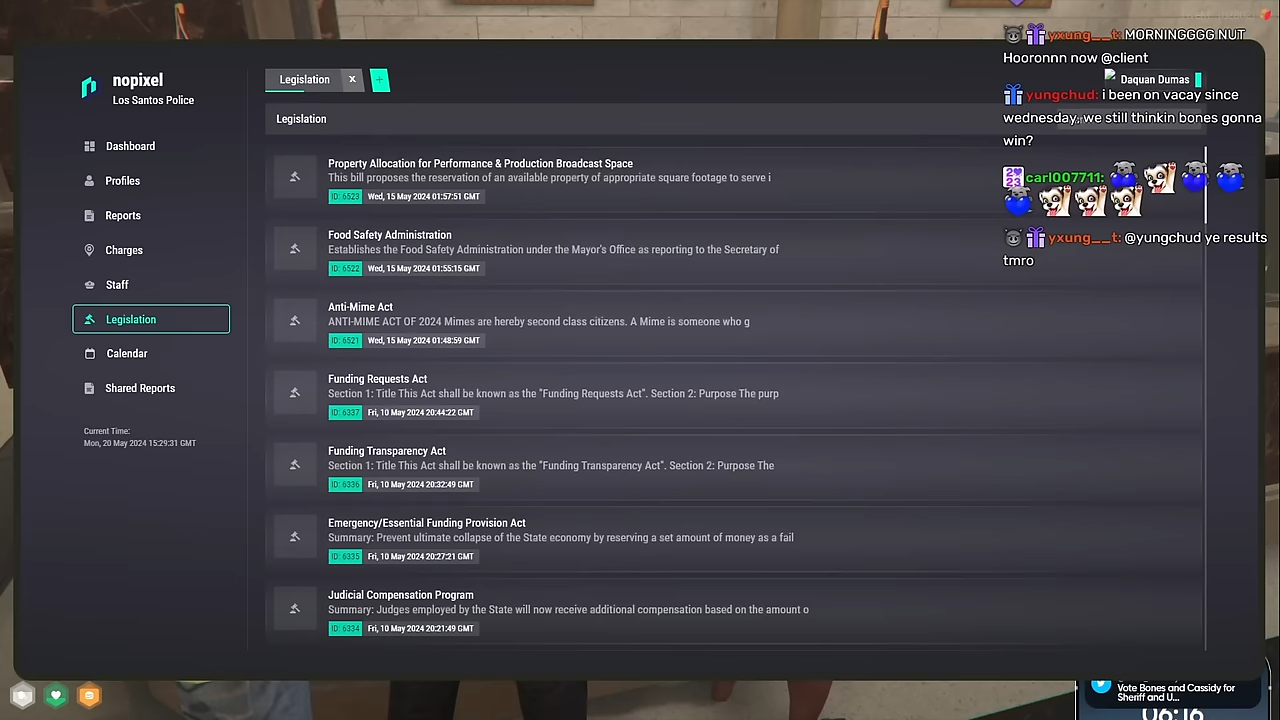 nopixel
Los Santos Police
Dashboard
Profiles
Reports
Charges
Staff
Legislation
Calendar
Shared Reports
Current Time:
Mon, 20 May 2024 15:29:31 GMT
Legislation x +
Legislation
Property Allocation for Performance & Production Broadcast Space
This bill proposes the reservation of an available property of appropriate square footage to serve i
ID: 6523 Wed, 15 May 2024 01:57:51 GMT
Food Safety Administration
Establishes the Food Safety Administration under the Mayor's Office as reporting to the Secretary of
ID: 6522 Wed, 15 May 2024 01:55:15 GMT
Anti-Mime Act
ANTI-MIME ACT OF 2024 Mimes are hereby second class citizens. A Mime is someone who g
ID: 6521 Wed, 15 May 2024 01:48:59 GMT
Funding Requests Act
Section 1: Title This Act shall be known as the "Funding Requests Act". Section 2: Purpose The purp
ID: 6337 Fri, 10 May 2024 20:44:22 GMT
Funding Transparency Act
Section 1: Title This Act shall be known as the "Funding Transparency Act". Section 2: Purpose The
ID: 6336 Fri, 10 May 2024 20:32:49 GMT
Emergency/Essential Funding Provision Act
Summary: Prevent ultimate collapse of the State economy by reserving a set amount of money as a fail
ID: 6335 Fri, 10 May 2024 20:27:21 GMT
Judicial Compensation Program
Summary: Judges employed by the State will now receive additional compensation based on the amount o
ID: 6334 Fri, 10 May 2024 20:21:49 GMT
yxung__t: MORNINGGGG NUT
Hooronnn now @client
Daquan Dumas
yungchud: i been on vacay since
wednesday, we still thinkin bones gonna
win?
carl007711:
yxung__t: @yungchud ye results
tmro
Vote Bones and Cassidy for
Sheriff and U...
06:16